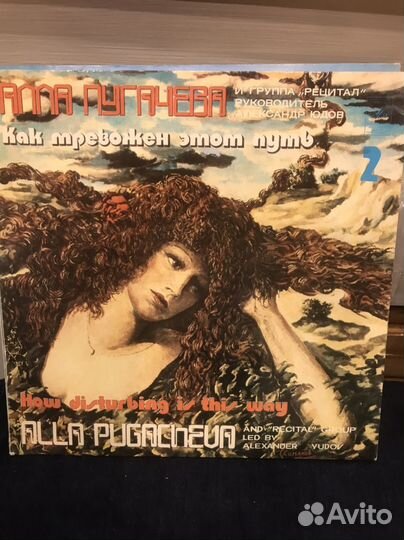 АЛЛА ПУГАЧЕВА
И ГРУППА „РЕЦИТАЛ"
РУКОВОДИТЕЛЬ
АЛЕКСАНДР ЮДОВ
Как тревожен этот путь
2
How disturbing is this way
ALLA PUGACHEVA
AND "RECITAL" GROUP
LED BY
ALEXANDER YUDOV
Avito